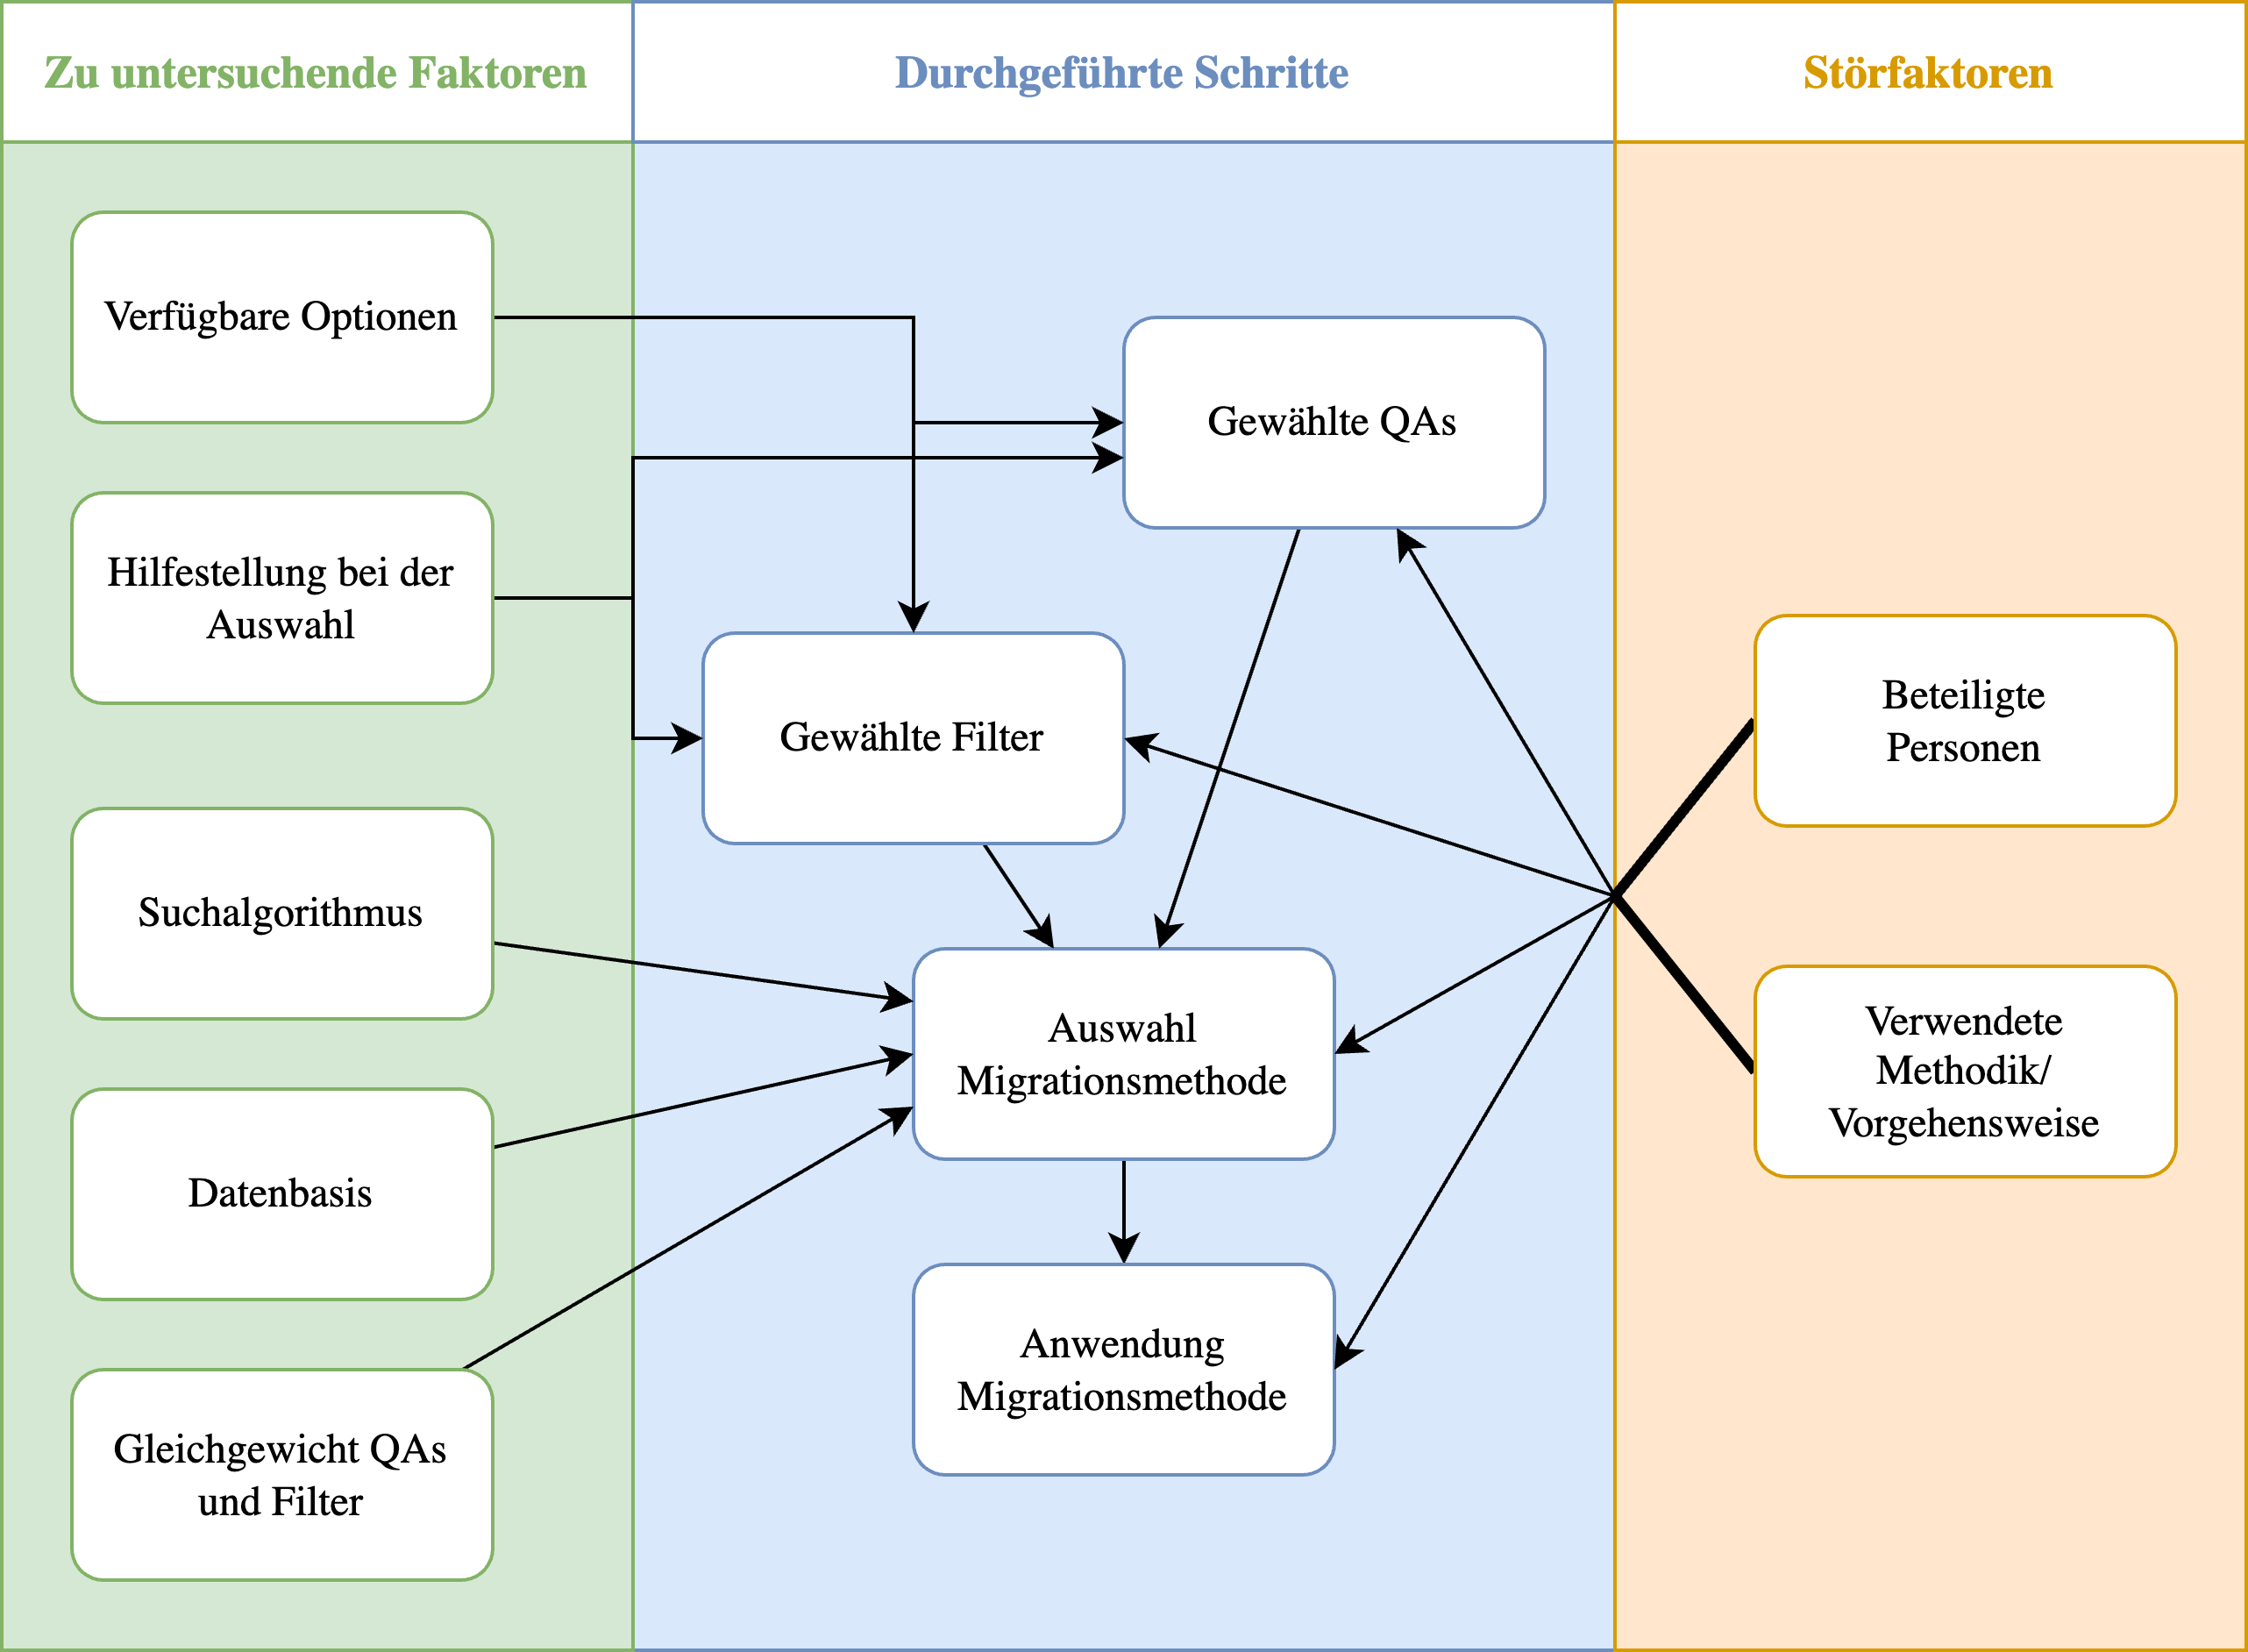 Zu untersuchende Faktoren
Durchgeführte Schritte
Störfaktoren
Verfügbare Optionen
Hilfestellung bei der
Auswahl
Suchalgorithmus
Datenbasis
Gleichgewicht QAs
und Filter
Gewählte QAs
Gewählte Filter
Auswahl
Migrationsmethode
Anwendung
Migrationsmethode
Beteiligte
Personen
Verwendete
Methodik/
Vorgehensweise